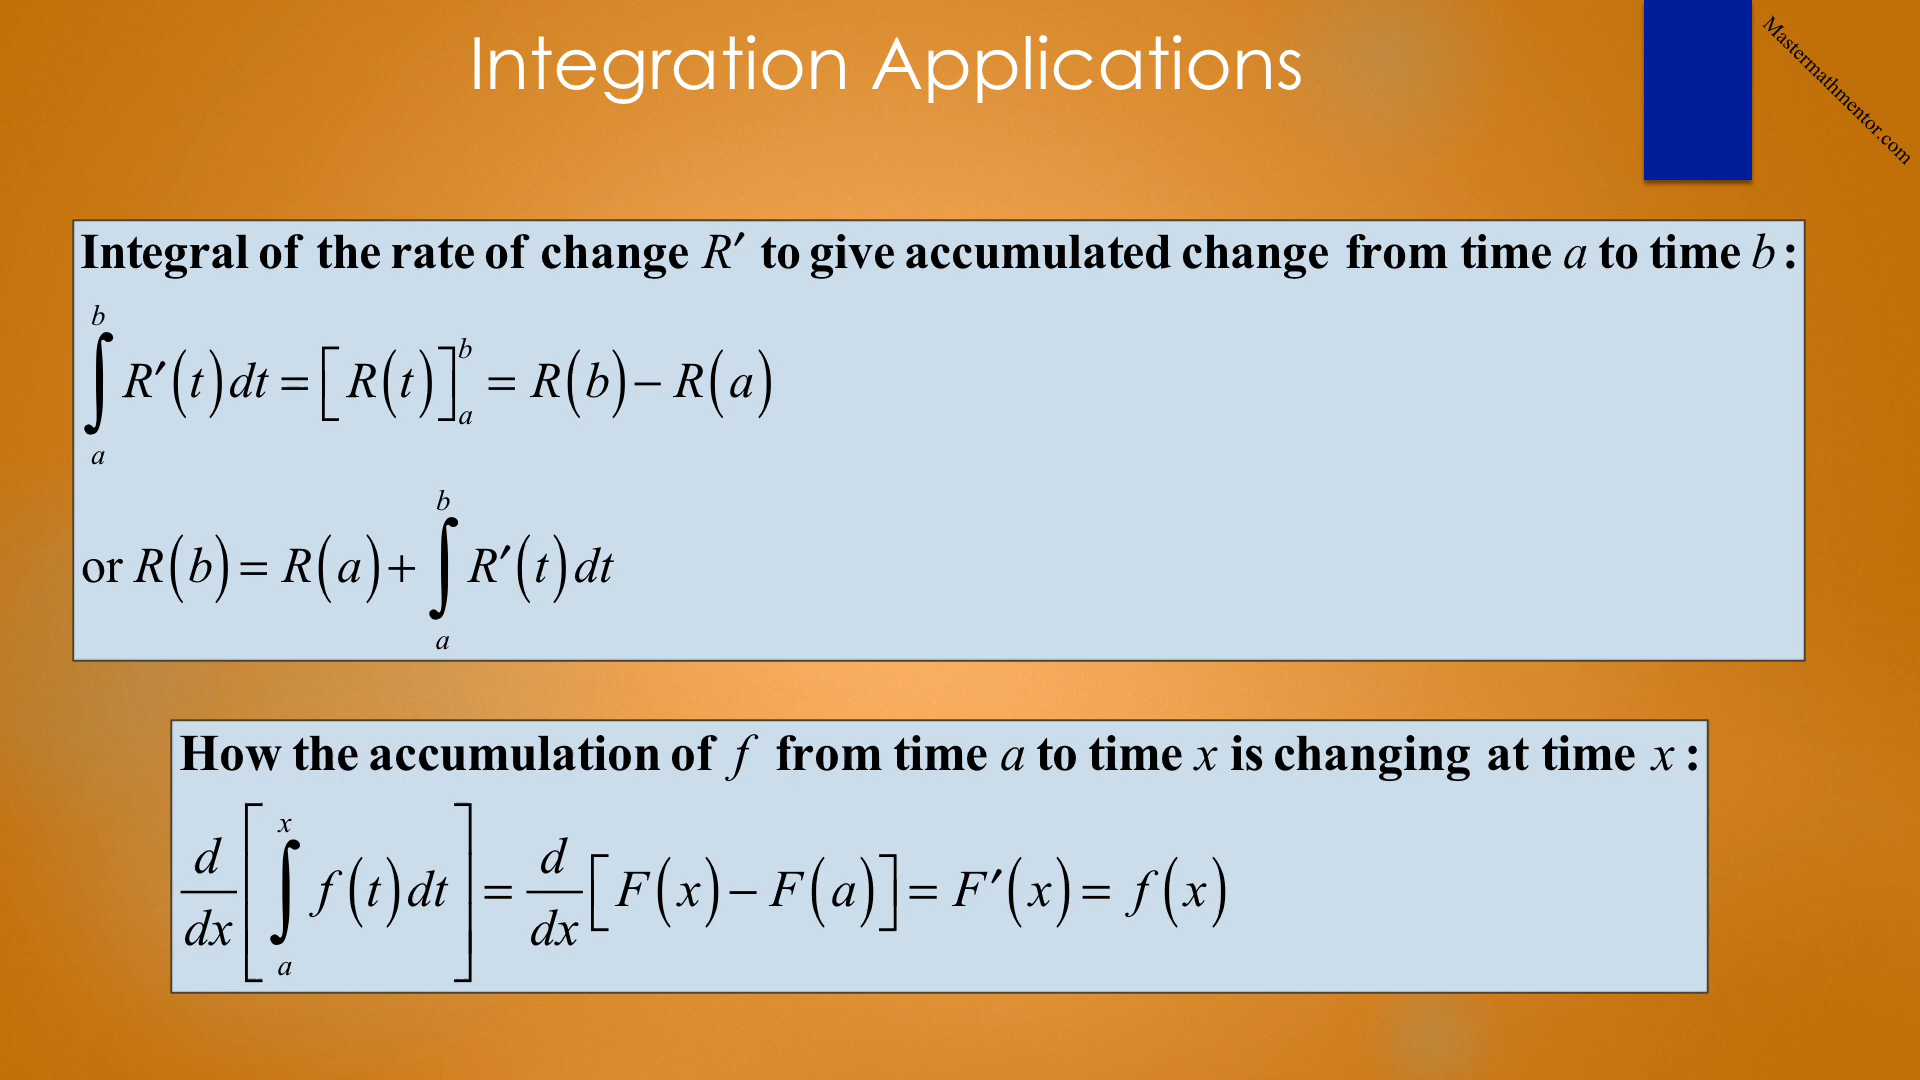 Integration Applications
Mastermathmentor.com
Integral of the rate of change R′ to give accumulated change from time a to time b:
∫_a^b R′(t)dt = [R(t)]_a^b = R(b) − R(a)
or R(b) = R(a) + ∫_a^b R′(t)dt
How the accumulation of f from time a to time x is changing at time x:
d/dx [∫_a^x f(t)dt] = d/dx [F(x) − F(a)] = F′(x) = f(x)